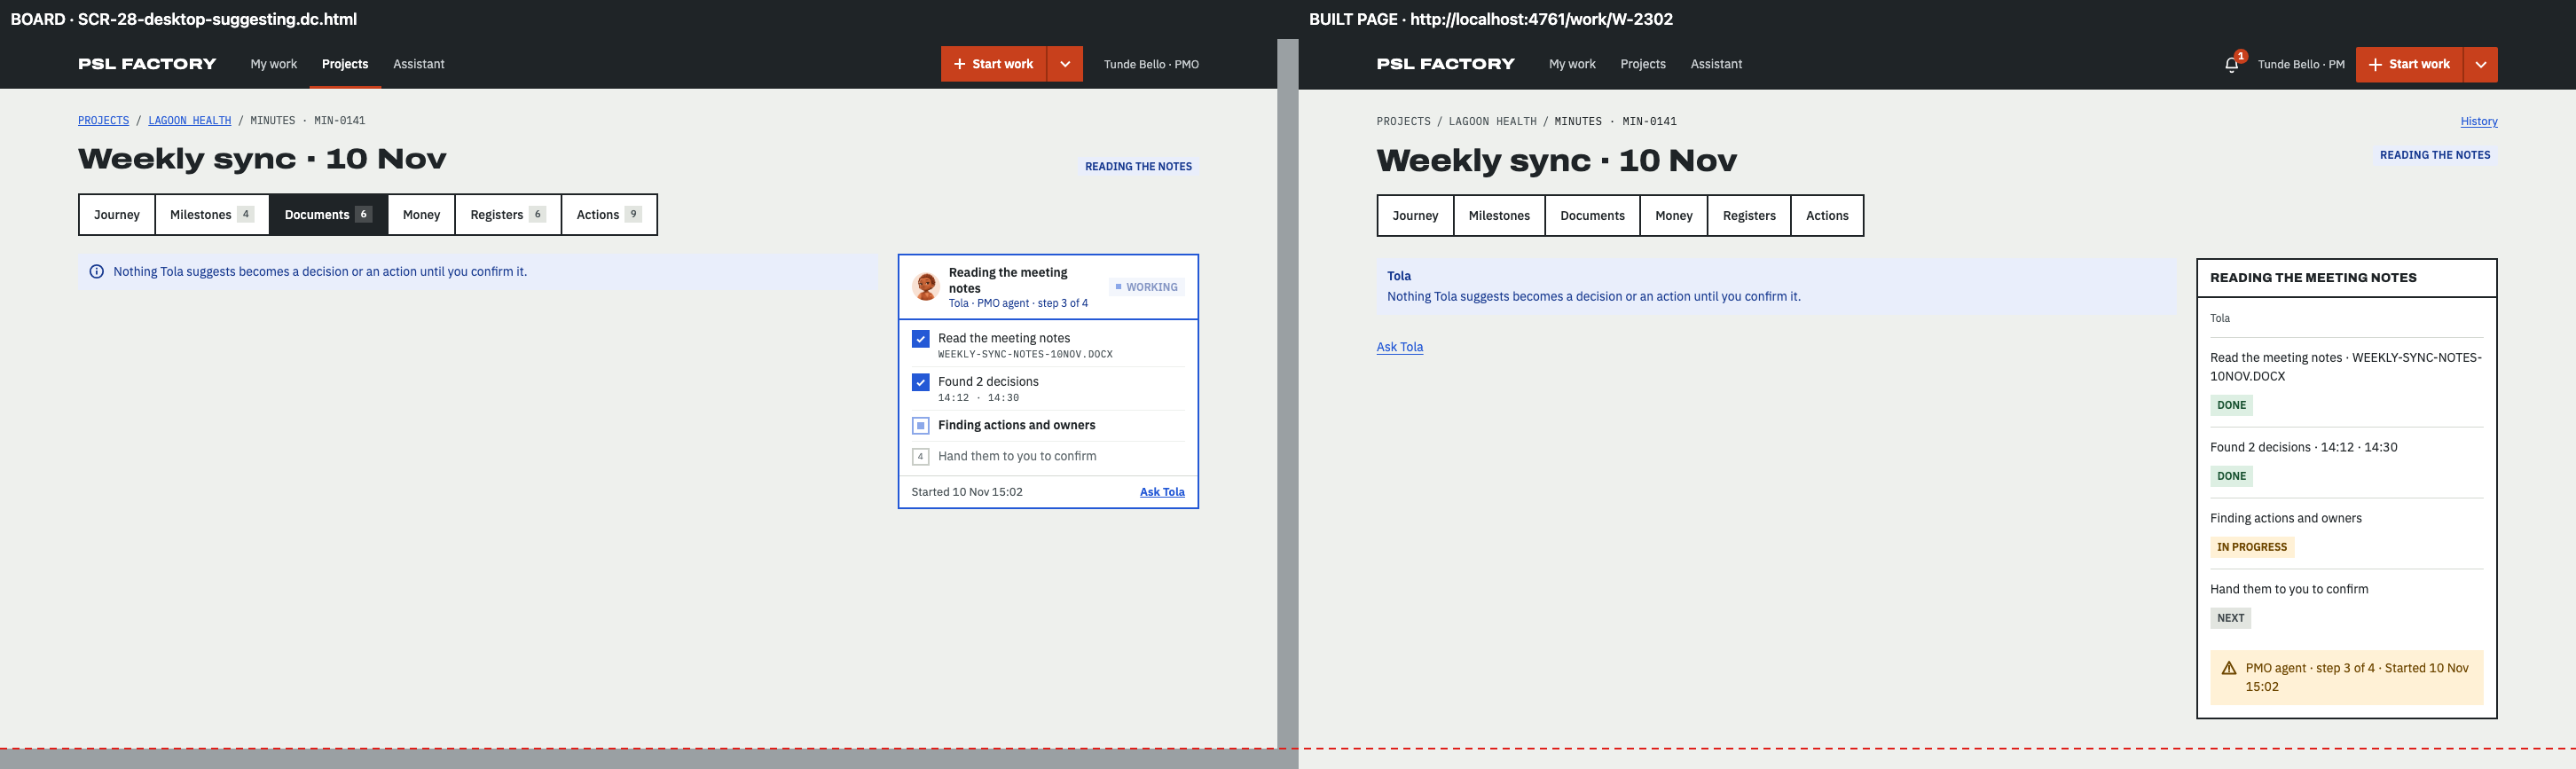 BOARD · SCR-28-desktop-suggesting.dc.html
PSL FACTORY
My work
Projects
Assistant
+ Start work
Tunde Bello · PMO
PROJECTS / LAGOON HEALTH / MINUTES · MIN-0141
Weekly sync · 10 Nov
READING THE NOTES
Journey
Milestones 4
Documents 6
Money
Registers 6
Actions 9
Nothing Tola suggests becomes a decision or an action until you confirm it.
Reading the meeting
notes
Tola · PMO agent · step 3 of 4
WORKING
Read the meeting notes
WEEKLY-SYNC-NOTES-10NOV.DOCX
Found 2 decisions
14:12 · 14:30
Finding actions and owners
4 Hand them to you to confirm
Started 10 Nov 15:02
Ask Tola
BUILT PAGE · http://localhost:4761/work/W-2302
PSL FACTORY
My work
Projects
Assistant
1
Tunde Bello · PM
+ Start work
PROJECTS / LAGOON HEALTH / MINUTES · MIN-0141
History
Weekly sync · 10 Nov
READING THE NOTES
Journey
Milestones
Documents
Money
Registers
Actions
Tola
Nothing Tola suggests becomes a decision or an action until you confirm it.
Ask Tola
READING THE MEETING NOTES
Tola
Read the meeting notes · WEEKLY-SYNC-NOTES-
10NOV.DOCX
DONE
Found 2 decisions · 14:12 · 14:30
DONE
Finding actions and owners
IN PROGRESS
Hand them to you to confirm
NEXT
PMO agent · step 3 of 4 · Started 10 Nov
15:02